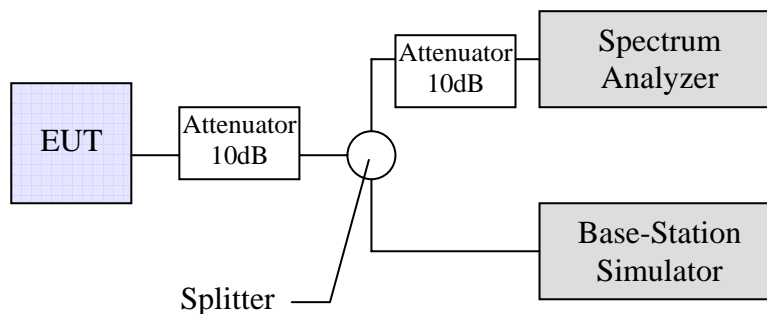 EUT
Attenuator
10dB
Attenuator
10dB
Spectrum
Analyzer
Base-Station
Simulator
Splitter